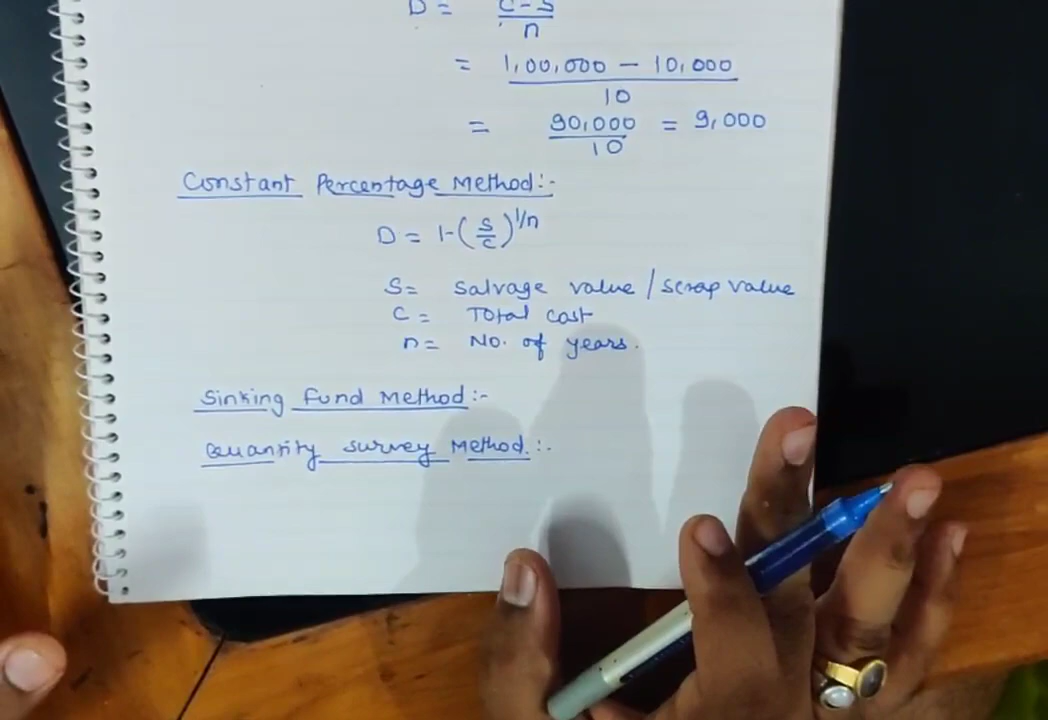 D = C - S
n
= 1,00,000 - 10,000
10
= 90,000 = 9,000
10
Constant Percentage Method:-
D = 1-(S/C)^1/n
S= Salvage value / scrap value
C = Total cost
n= No. of years.
Sinking Fund Method:-
Quantity survey Method:-